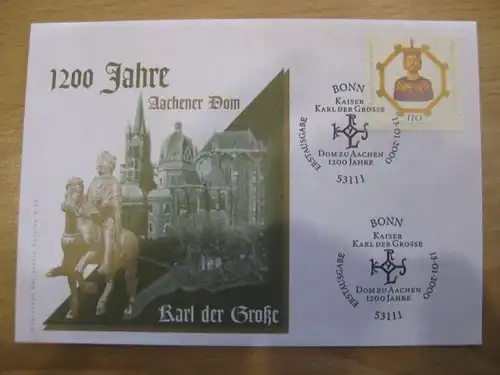 1200 Jahre
Aachener Dom
Karl der Große
110
BONN
KAISER
KARL DER GROSSE
DOM ZU AACHEN
1200 JAHRE
53111
ERSTAUSGABE
13-01-2000
BONN
KAISER
KARL DER GROSSE
DOM ZU AACHEN
1200 JAHRE
53111
ERSTAUSGABE
13-01-2000